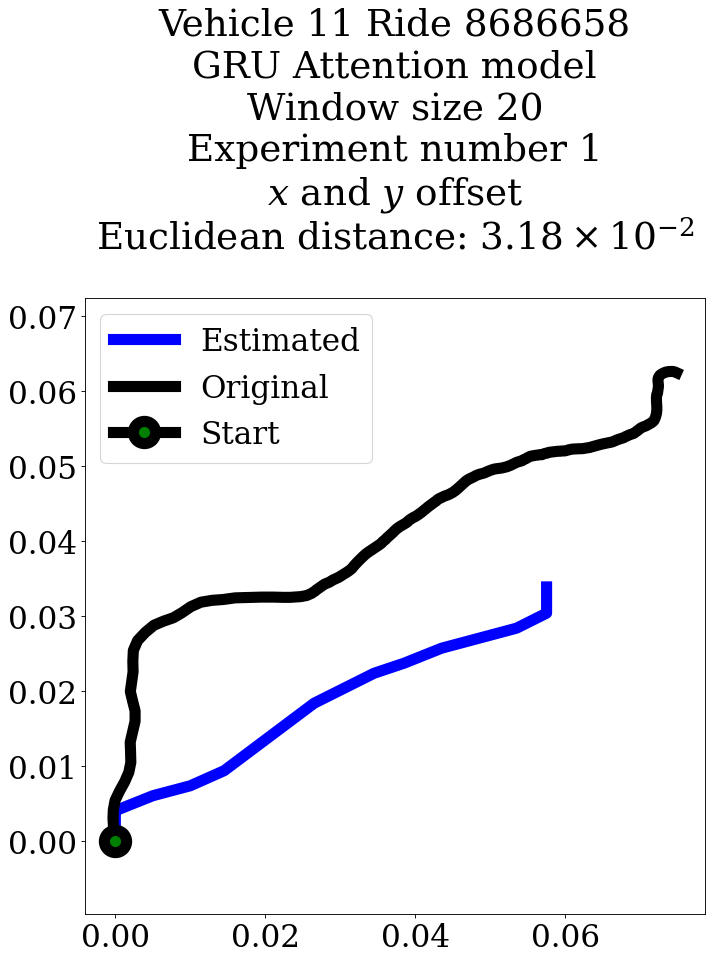 Vehicle 11 Ride 8686658
GRU Attention model
Window size 20
Experiment number 1
x and y offset
Euclidean distance: 3.18 × 10⁻²
0.07
0.06
0.05
0.04
0.03
0.02
0.01
0.00
Estimated
Original
Start
0.00 0.02 0.04 0.06